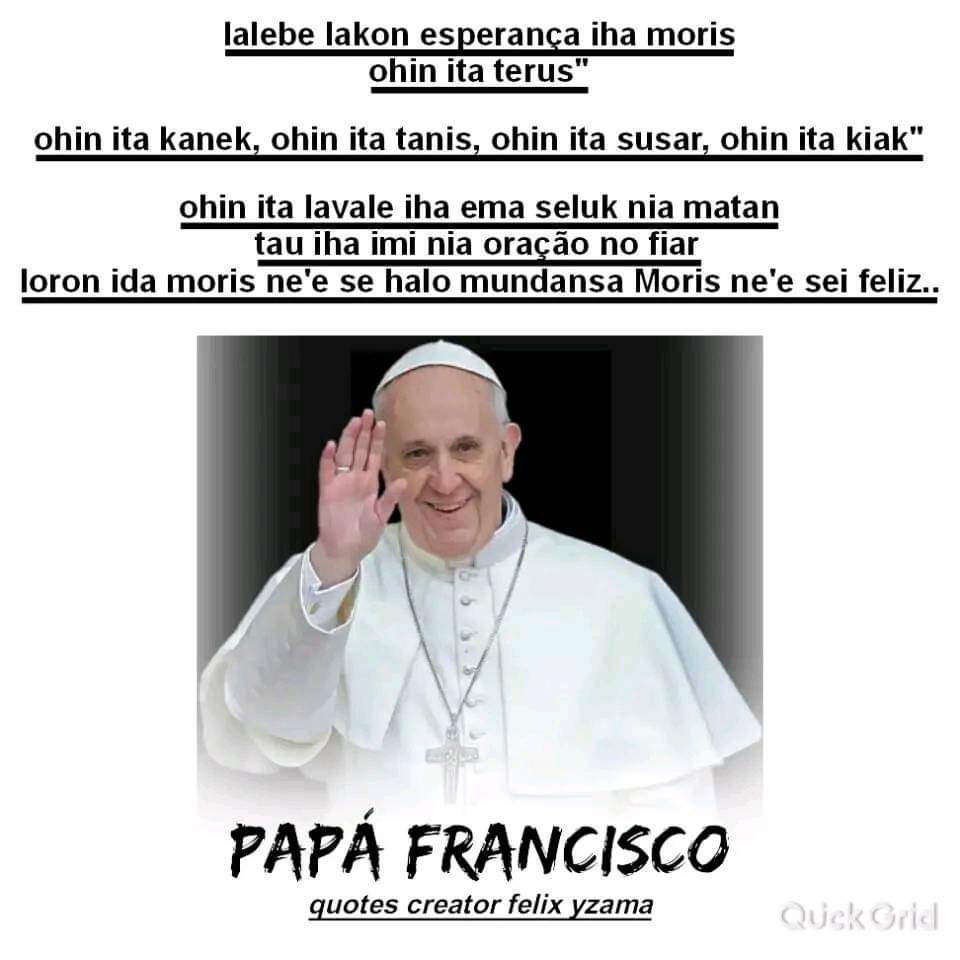 lalebe lakon esperança iha moris
ohin ita terus"
ohin ita kanek, ohin ita tanis, ohin ita susar, ohin ita kiak"
ohin ita lavale iha ema seluk nia matan
tau iha imi nia oração no fiar
loron ida moris ne'e se halo mundansa Moris ne'e sei feliz..
PAPÁ FRANCISCO
quotes creator felix yzama
Quick Grid